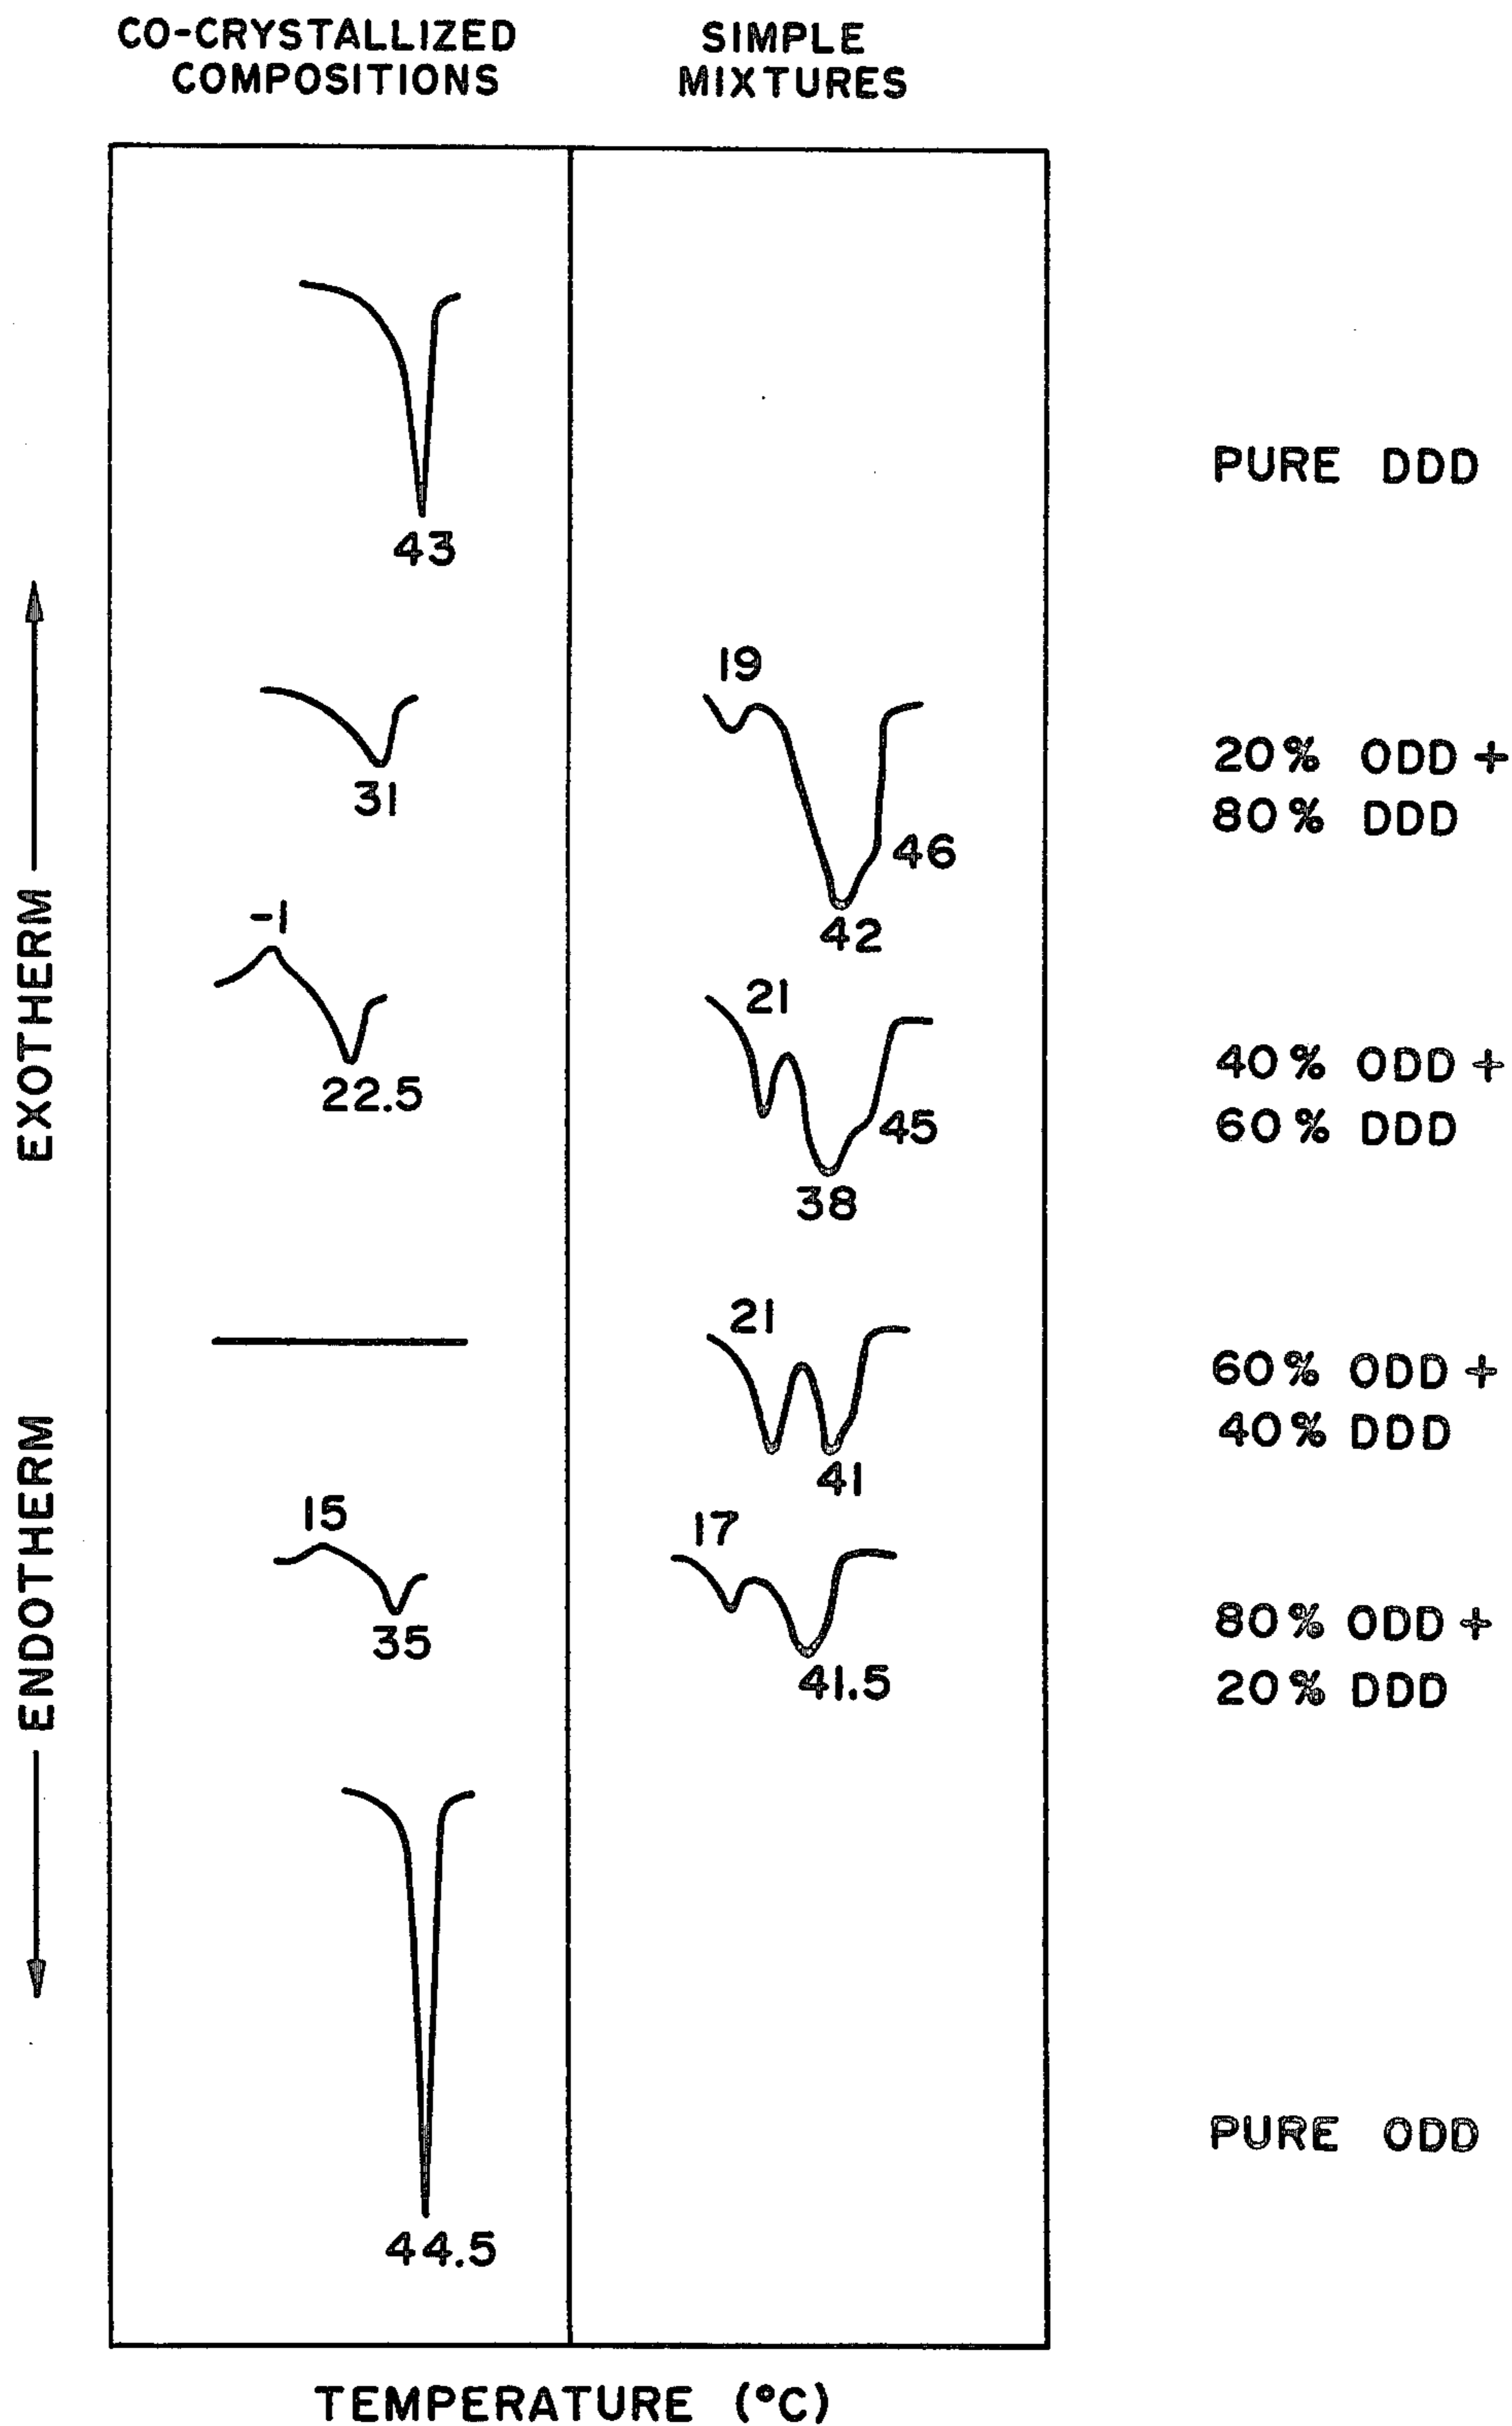 CO-CRYSTALLIZED
COMPOSITIONS
SIMPLE
MIXTURES
EXOTHERM
ENDOTHERM
43
PURE DDD
31
19
46
42
20% ODD +
80% DDD
-1
22.5
21
45
38
40% ODD +
60% DDD
21
41
60% ODD +
40% DDD
15
35
17
41.5
80% ODD +
20% DDD
44.5
PURE ODD
TEMPERATURE (°C)